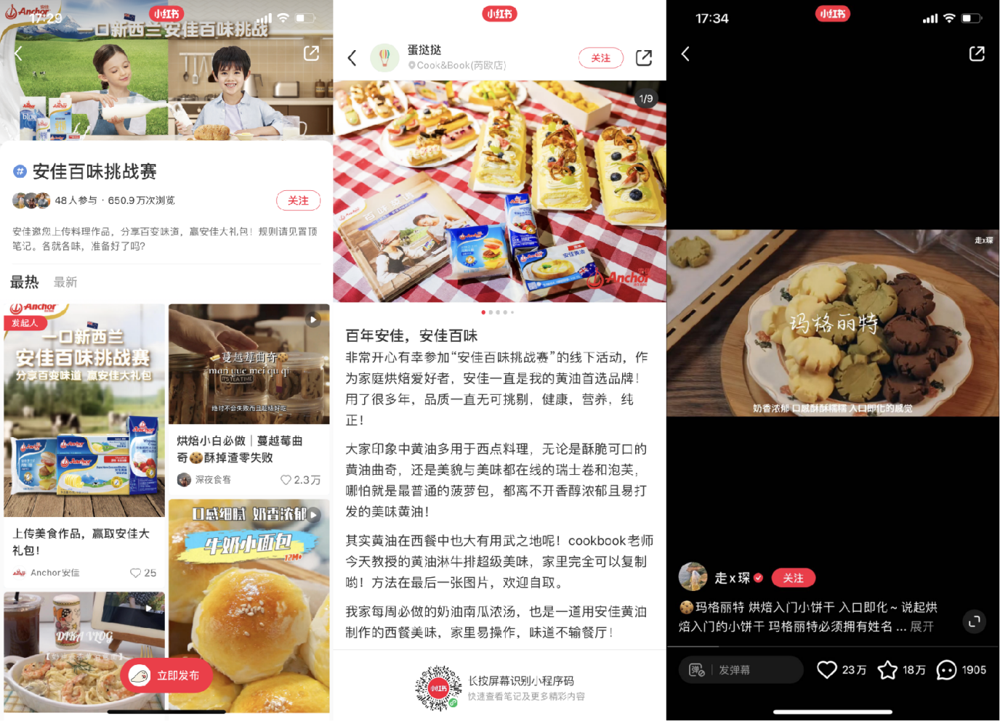 Anchor
安佳
17:29
小红书
一口新西兰安佳百味挑战
# 安佳百味挑战赛
48人参与 · 650.9万次浏览
关注
安佳邀您上传料理作品，分享百变味道，赢安佳大礼包！规则请见置顶
笔记。各就各味，准备好了吗？
最热
最新
Anchor
发起人
一口新西兰
安佳百味挑战赛
分享百变味道 赢安佳大礼包
上传美食作品，赢取安佳大
礼包！
Anchor安佳
25
蔓越莓曲奇
man yue mei qu qi
IT'S TEA TIME
绝对不会失败而且超级好吃
烘焙小白必做｜蔓越莓曲
奇🍪酥掉渣零失败
深夜食客
2.3万
口感细腻 奶香浓郁
牛奶小面包
12M+
DIKA VLOG
立即发布
小红书
蛋挞挞
Cook&Book(芮欧店)
关注
1/9
安佳黄油
安佳
Anchor
百年安佳，安佳百味
非常开心有幸参加“安佳百味挑战赛”的线下活动，作
为家庭烘焙爱好者，安佳一直是我的黄油首选品牌！
用了很多年，品质一直无可挑剔，健康，营养，纯
正！
大家印象中黄油多用于西点料理，无论是酥脆可口的
黄油曲奇，还是美貌与美味都在线的瑞士卷和泡芙，
哪怕就是最普通的菠萝包，都离不开香醇浓郁且易打
发的美味黄油！
其实黄油在西餐中也大有用武之地呢！cookbook老师
今天教授的黄油淋牛排超级美味，家里完全可以复制
哟！方法在最后一张图片，欢迎自取。
我家每周必做的奶油南瓜浓汤，也是一道用安佳黄油
制作的西餐美味，家里易操作，味道不输餐厅！
小红书
长按屏幕识别小程序码
快速查看笔记及更多精彩内容
17:34
小红书
走x琛
玛格丽特
奶香浓郁 口感酥酥糯糯 入口即化的感觉
走x琛
关注
🍪玛格丽特 烘焙入门小饼干 入口即化~ 说起烘
焙入门的小饼干 玛格丽特必须拥有姓名 ... 展开
弹
发弹幕
23万
18万
1905